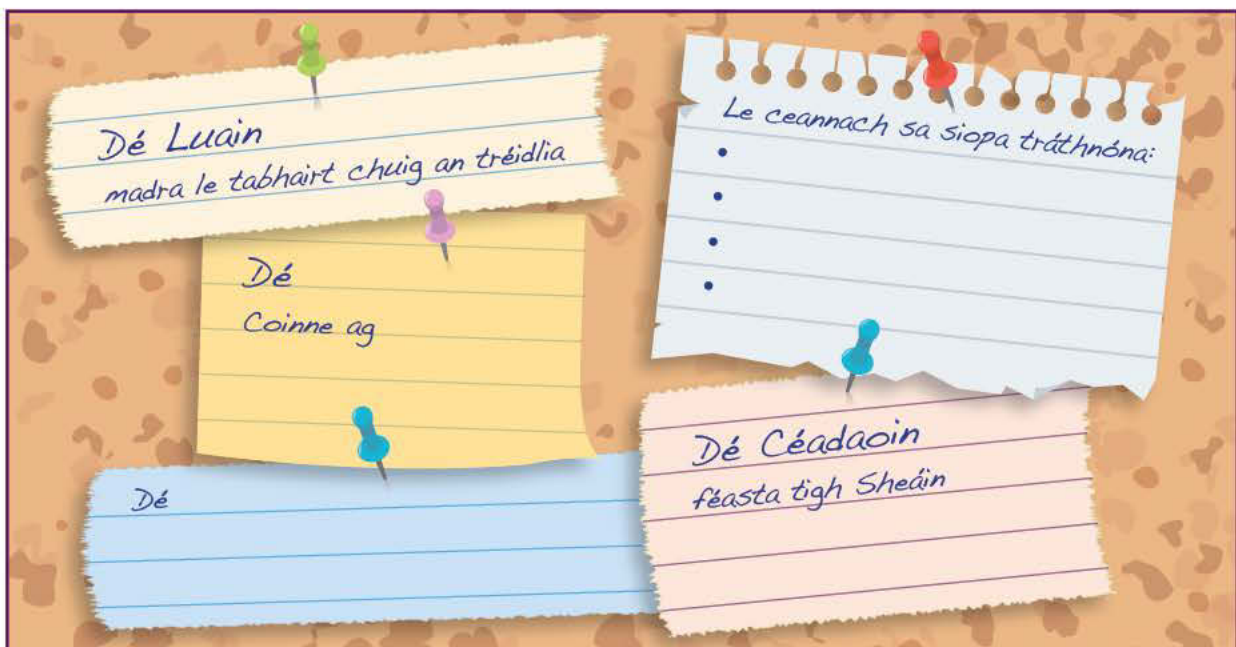 Dé Luain
madra le tabhairt chuig an tréidlia
Le ceannach sa siopa tráthnóna:
•
•
•
•
Dé
Coinne ag
Dé
Dé Céadaoin
féasta tigh Sheáin